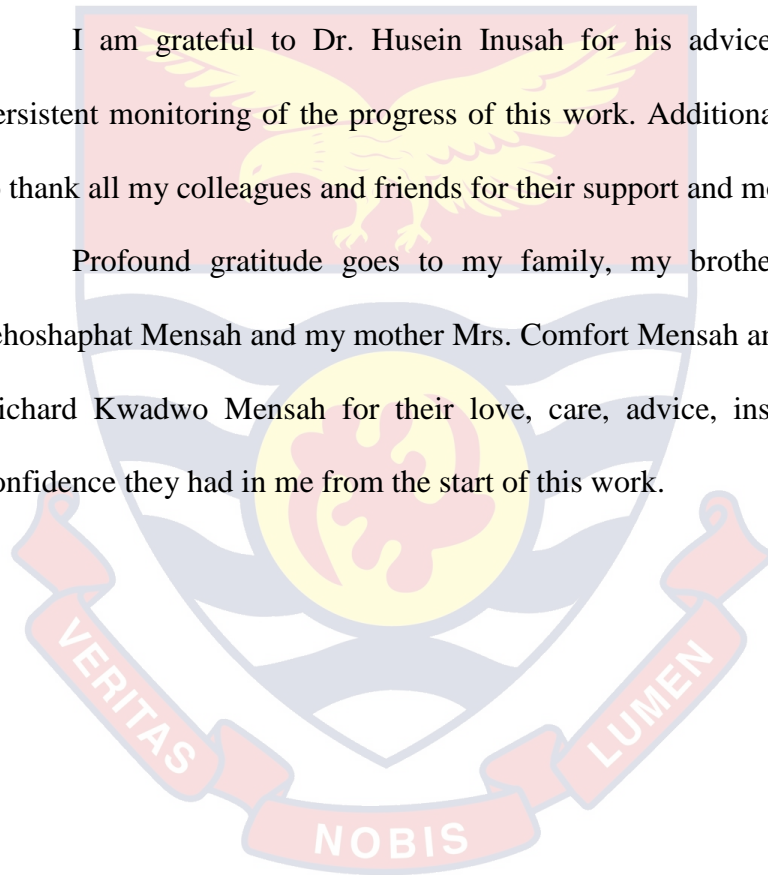 I am grateful to Dr. Husein Inusah for his advice
ersistent monitoring of the progress of this work. Additiona
thank all my colleagues and friends for their support and m
Profound gratitude goes to my family, my brothe
ehoshaphat Mensah and my mother Mrs. Comfort Mensah a
ichard Kwadwo Mensah for their love, care, advice, ins
onfidence they had in me from the start of this work.
VERITAS
NOBIS
LUMEN